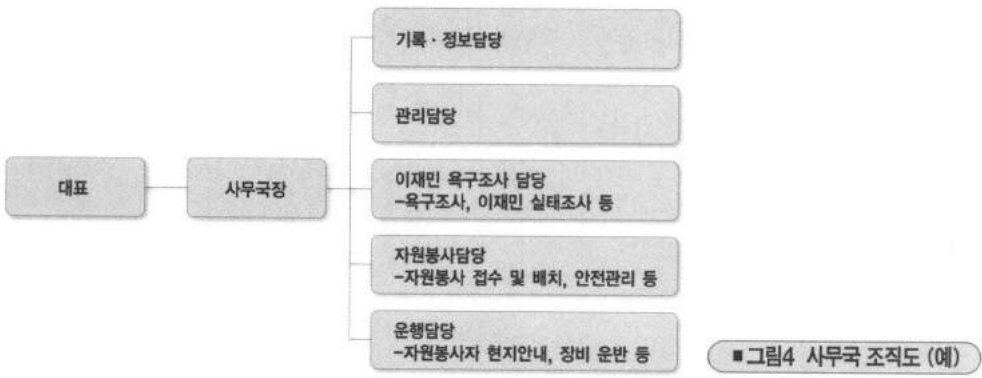 기록 · 정보담당
관리담당
대표
사무국장
이재민 욕구조사 담당
-욕구조사, 이재민 실태조사 등
자원봉사담당
-자원봉사 접수 및 배치, 안전관리 등
운행담당
-자원봉사자 현지안내, 장비 운반 등
■그림4 사무국 조직도 (예)